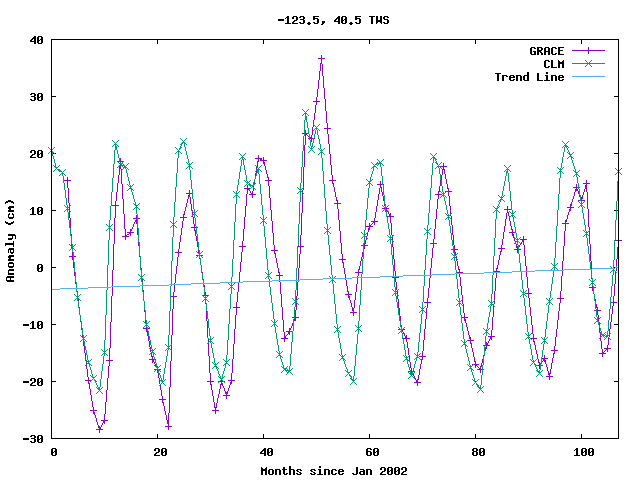 -123.5, 40.5 TWS
GRACE
CLM
Trend Line
40
30
20
10
0
-10
-20
-30
Anomaly (cm)
0 20 40 60 80 100
Months since Jan 2002